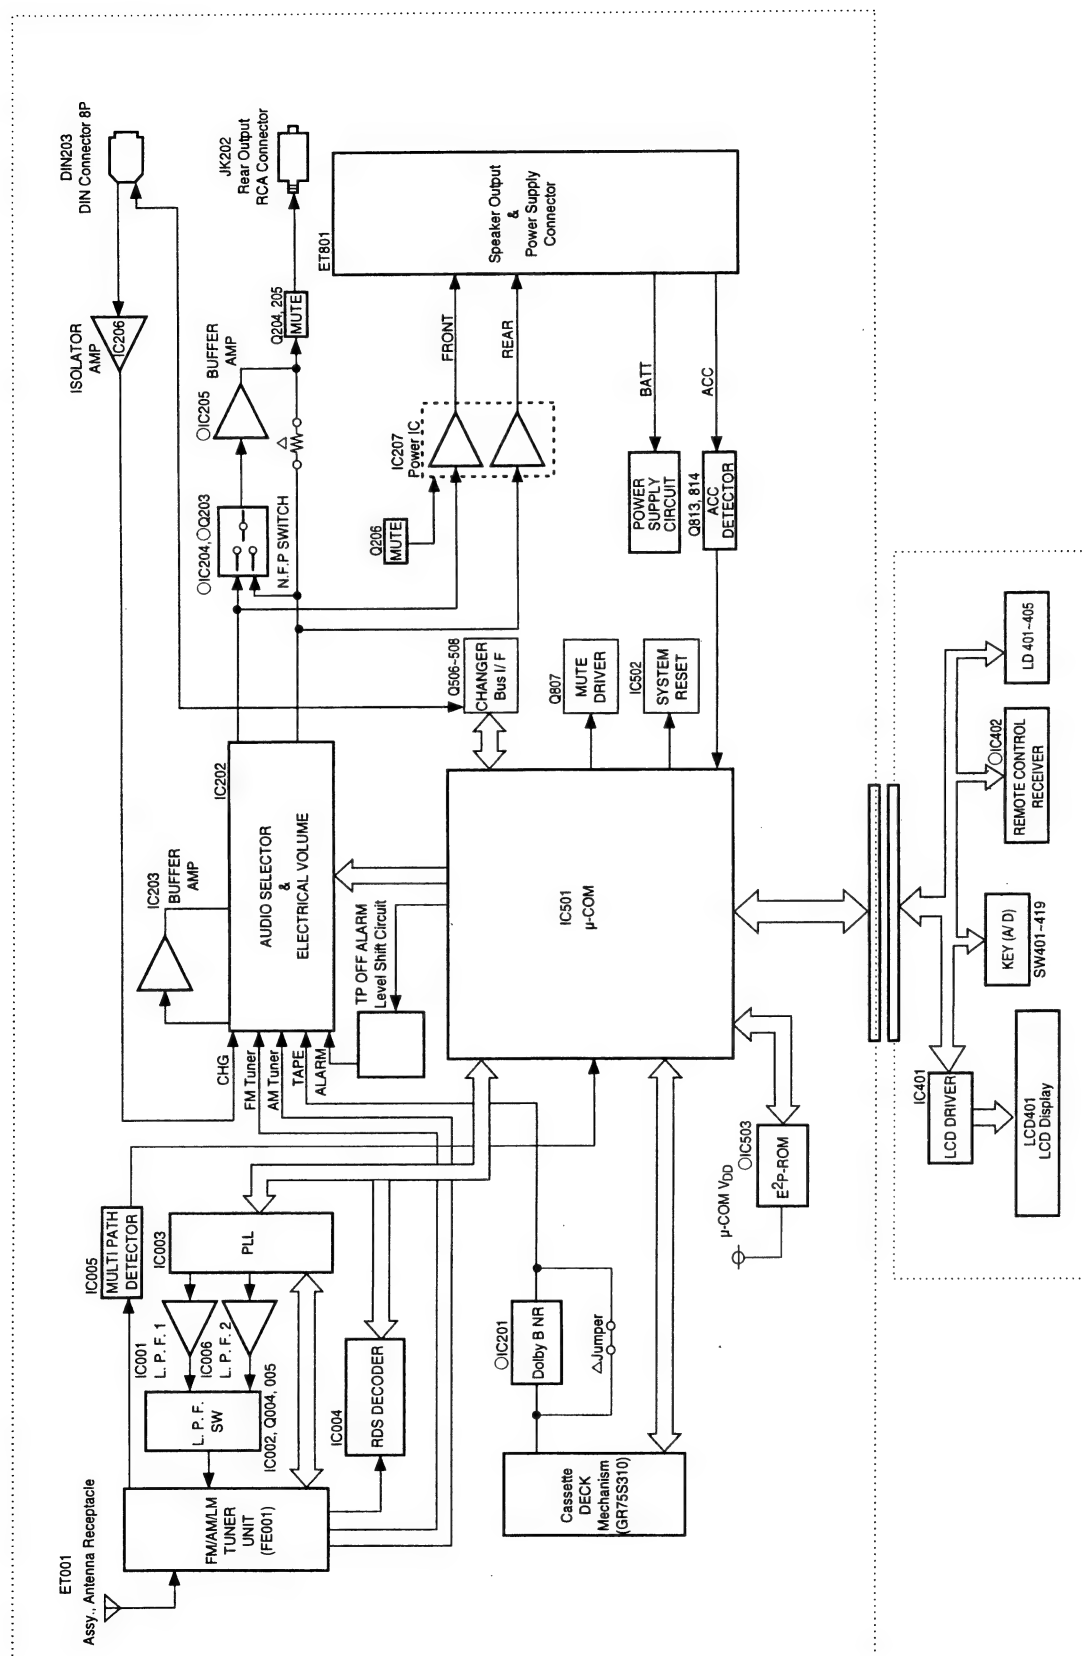 ET001
Assy., Antenna Receptacle
FM/AM/LM
TUNER
UNIT
(FE001)
IC005
MULTI PATH
DETECTOR
IC001
L. P. F. 1
IC006
L. P. F. 2
IC003
PLL
L. P. F.
SW
IC002, Q004, 005
IC004
RDS DECODER
Cassette
DECK
Mechanism
(GR75S310)
○IC201
Dolby B NR
△Jumper
CHG
FM Tuner
AM Tuner
TAPE
ALARM
IC203
BUFFER
AMP
IC202
AUDIO SELECTOR
&
ELECTRICAL VOLUME
TP OFF ALARM
Level Shift Circuit
IC501
μ-COM
μ-COM VDD
○IC503
E2P-ROM
DIN203
DIN Connector 8P
ISOLATOR
AMP
IC206
JK202
Rear Output
RCA Connector
Q204, 205
MUTE
BUFFER
AMP
○IC205
△
○IC204,○Q203
N.F.P SWITCH
Q206
MUTE
IC207
Power IC
FRONT
REAR
ET801
Speaker Output
&
Power Supply
Connector
BATT
ACC
POWER
SUPPLY
CIRCUIT
Q813, 814
ACC
DETECTOR
Q506~508
CHANGER
Bus I/ F
Q807
MUTE
DRIVER
IC502
SYSTEM
RESET
IC401
LCD DRIVER
LCD401
LCD Display
KEY (A/ D)
SW401~419
○IC402
REMOTE CONTROL
RECEIVER
LD 401~405